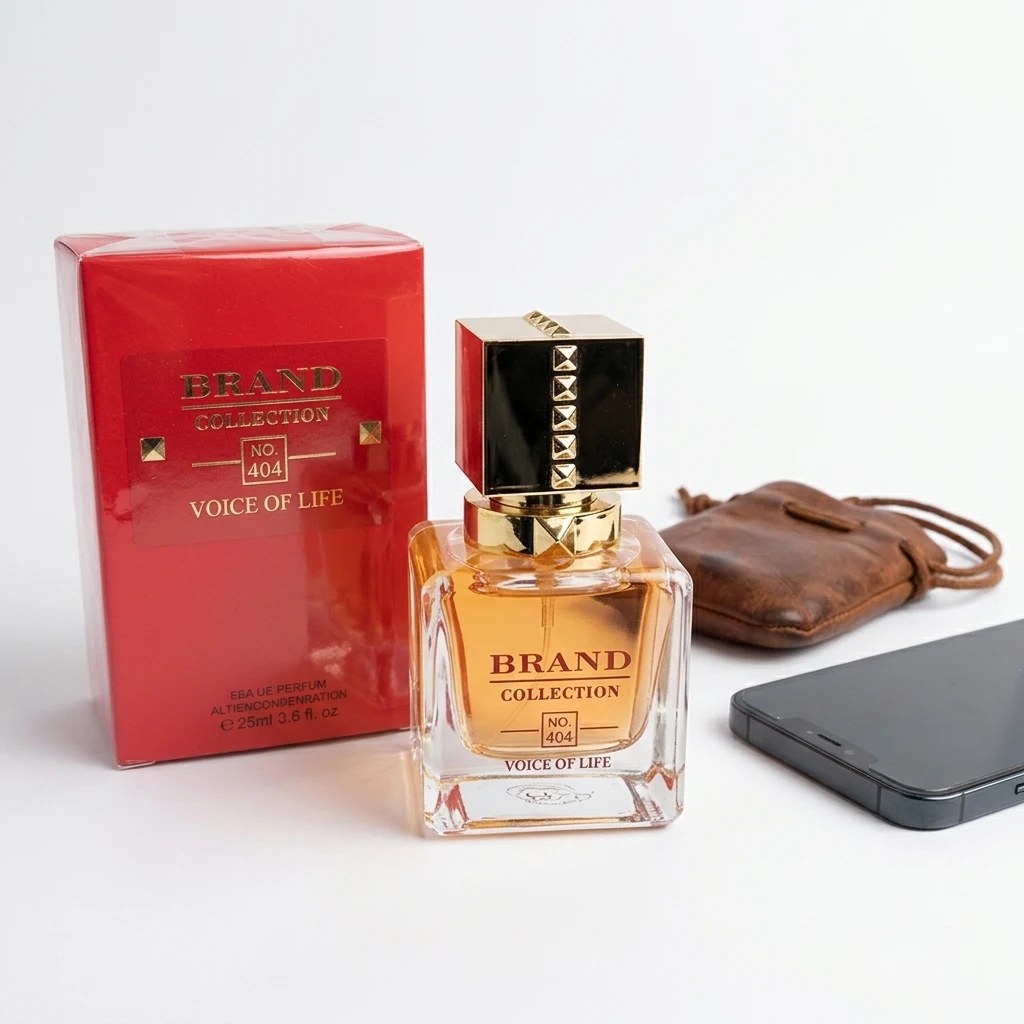 BRAND
COLLECTION
NO.
404
VOICE OF LIFE
EBA UE PERFUM
ALTIENCONDENRATION
℮ 25ml 3.6 fl. oz
BRAND
COLLECTION
NO.
404
VOICE OF LIFE